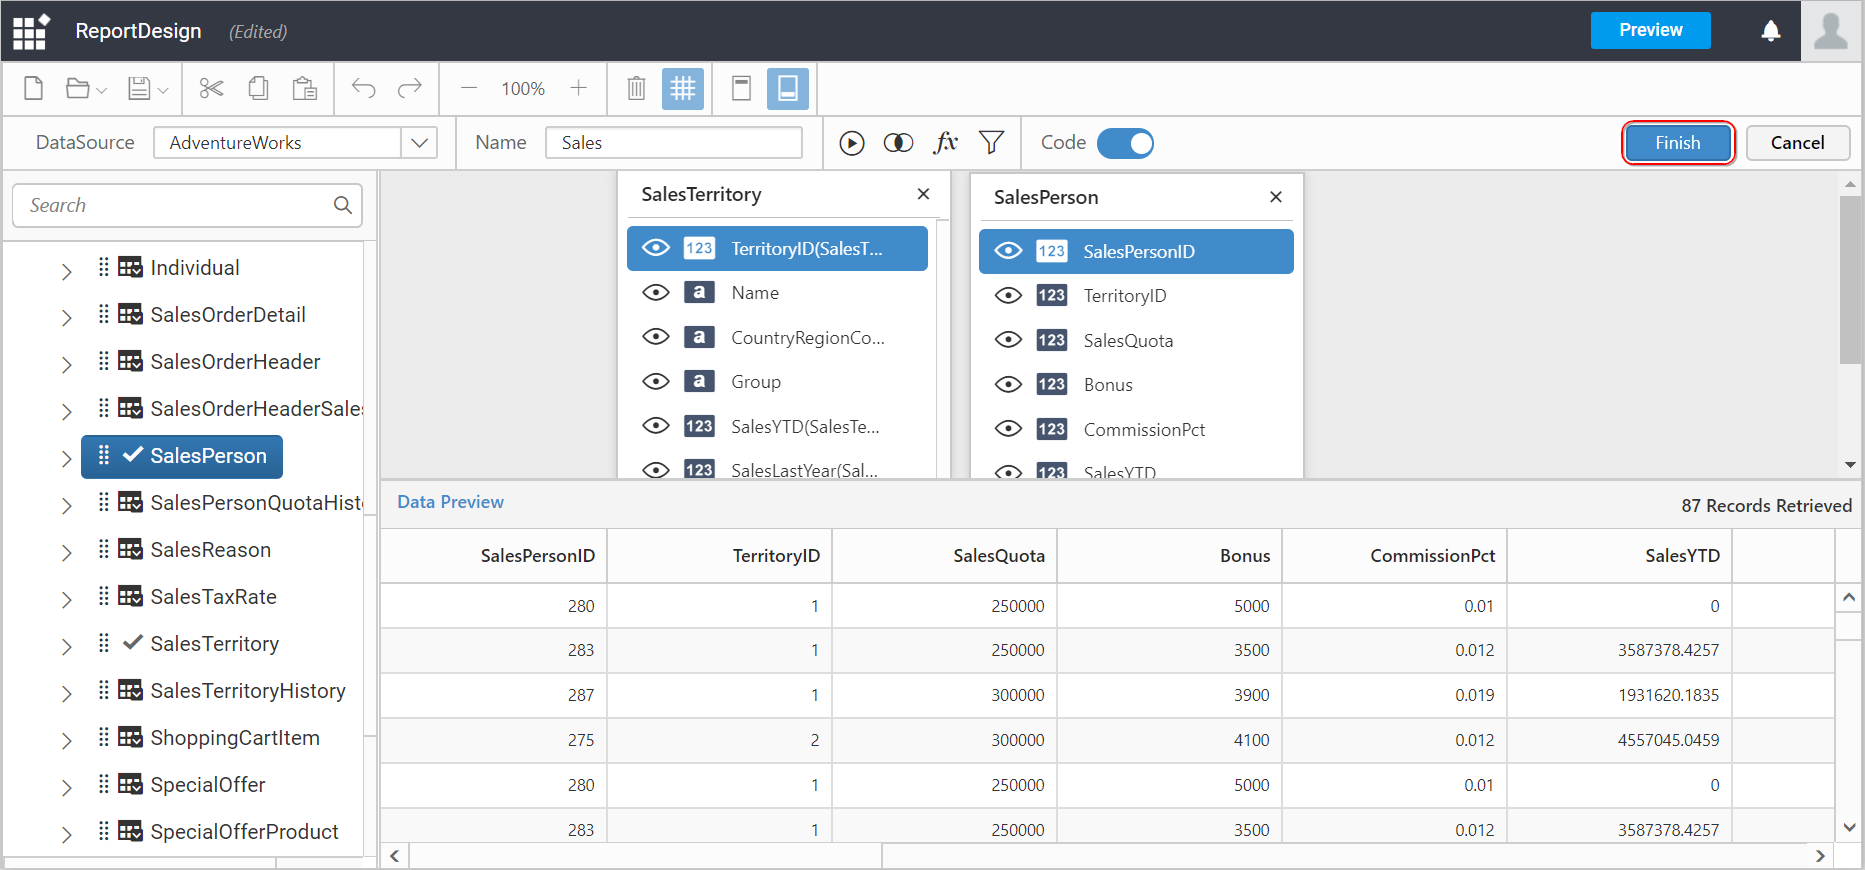 ReportDesign (Edited) Preview
100%
DataSource AdventureWorks Name Sales fx Code Finish Cancel
Search
Individual
SalesOrderDetail
SalesOrderHeader
SalesOrderHeaderSales
SalesPerson
SalesPersonQuotaHist
SalesReason
SalesTaxRate
SalesTerritory
SalesTerritoryHistory
ShoppingCartItem
SpecialOffer
SpecialOfferProduct
SalesTerritory
123 TerritoryID(SalesT...
a Name
a CountryRegionCo...
a Group
123 SalesYTD(SalesTe...
123 SalesLastYear(Sal...
SalesPerson
123 SalesPersonID
123 TerritoryID
123 SalesQuota
123 Bonus
123 CommissionPct
123 SalesYTD
Data Preview 87 Records Retrieved
SalesPersonID TerritoryID SalesQuota Bonus CommissionPct SalesYTD
280 1 250000 5000 0.01 0
283 1 250000 3500 0.012 3587378.4257
287 1 300000 3900 0.019 1931620.1835
275 2 300000 4100 0.012 4557045.0459
280 1 250000 5000 0.01 0
283 1 250000 3500 0.012 3587378.4257